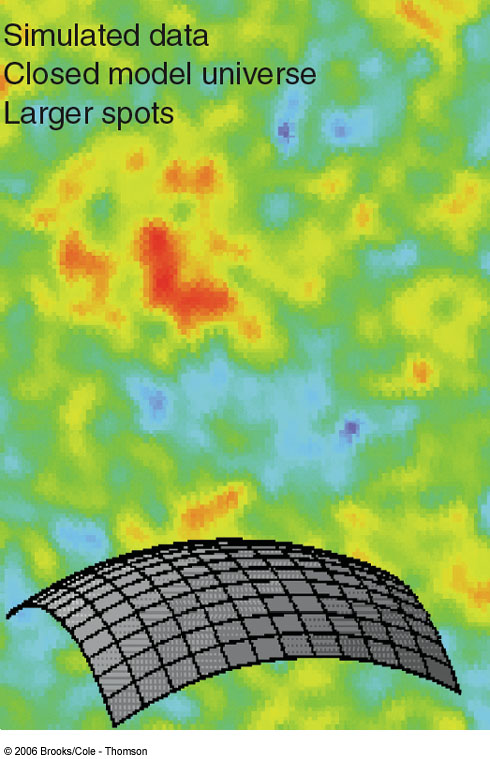 Simulated data
Closed model universe
Larger spots
© 2006 Brooks/Cole - Thomson